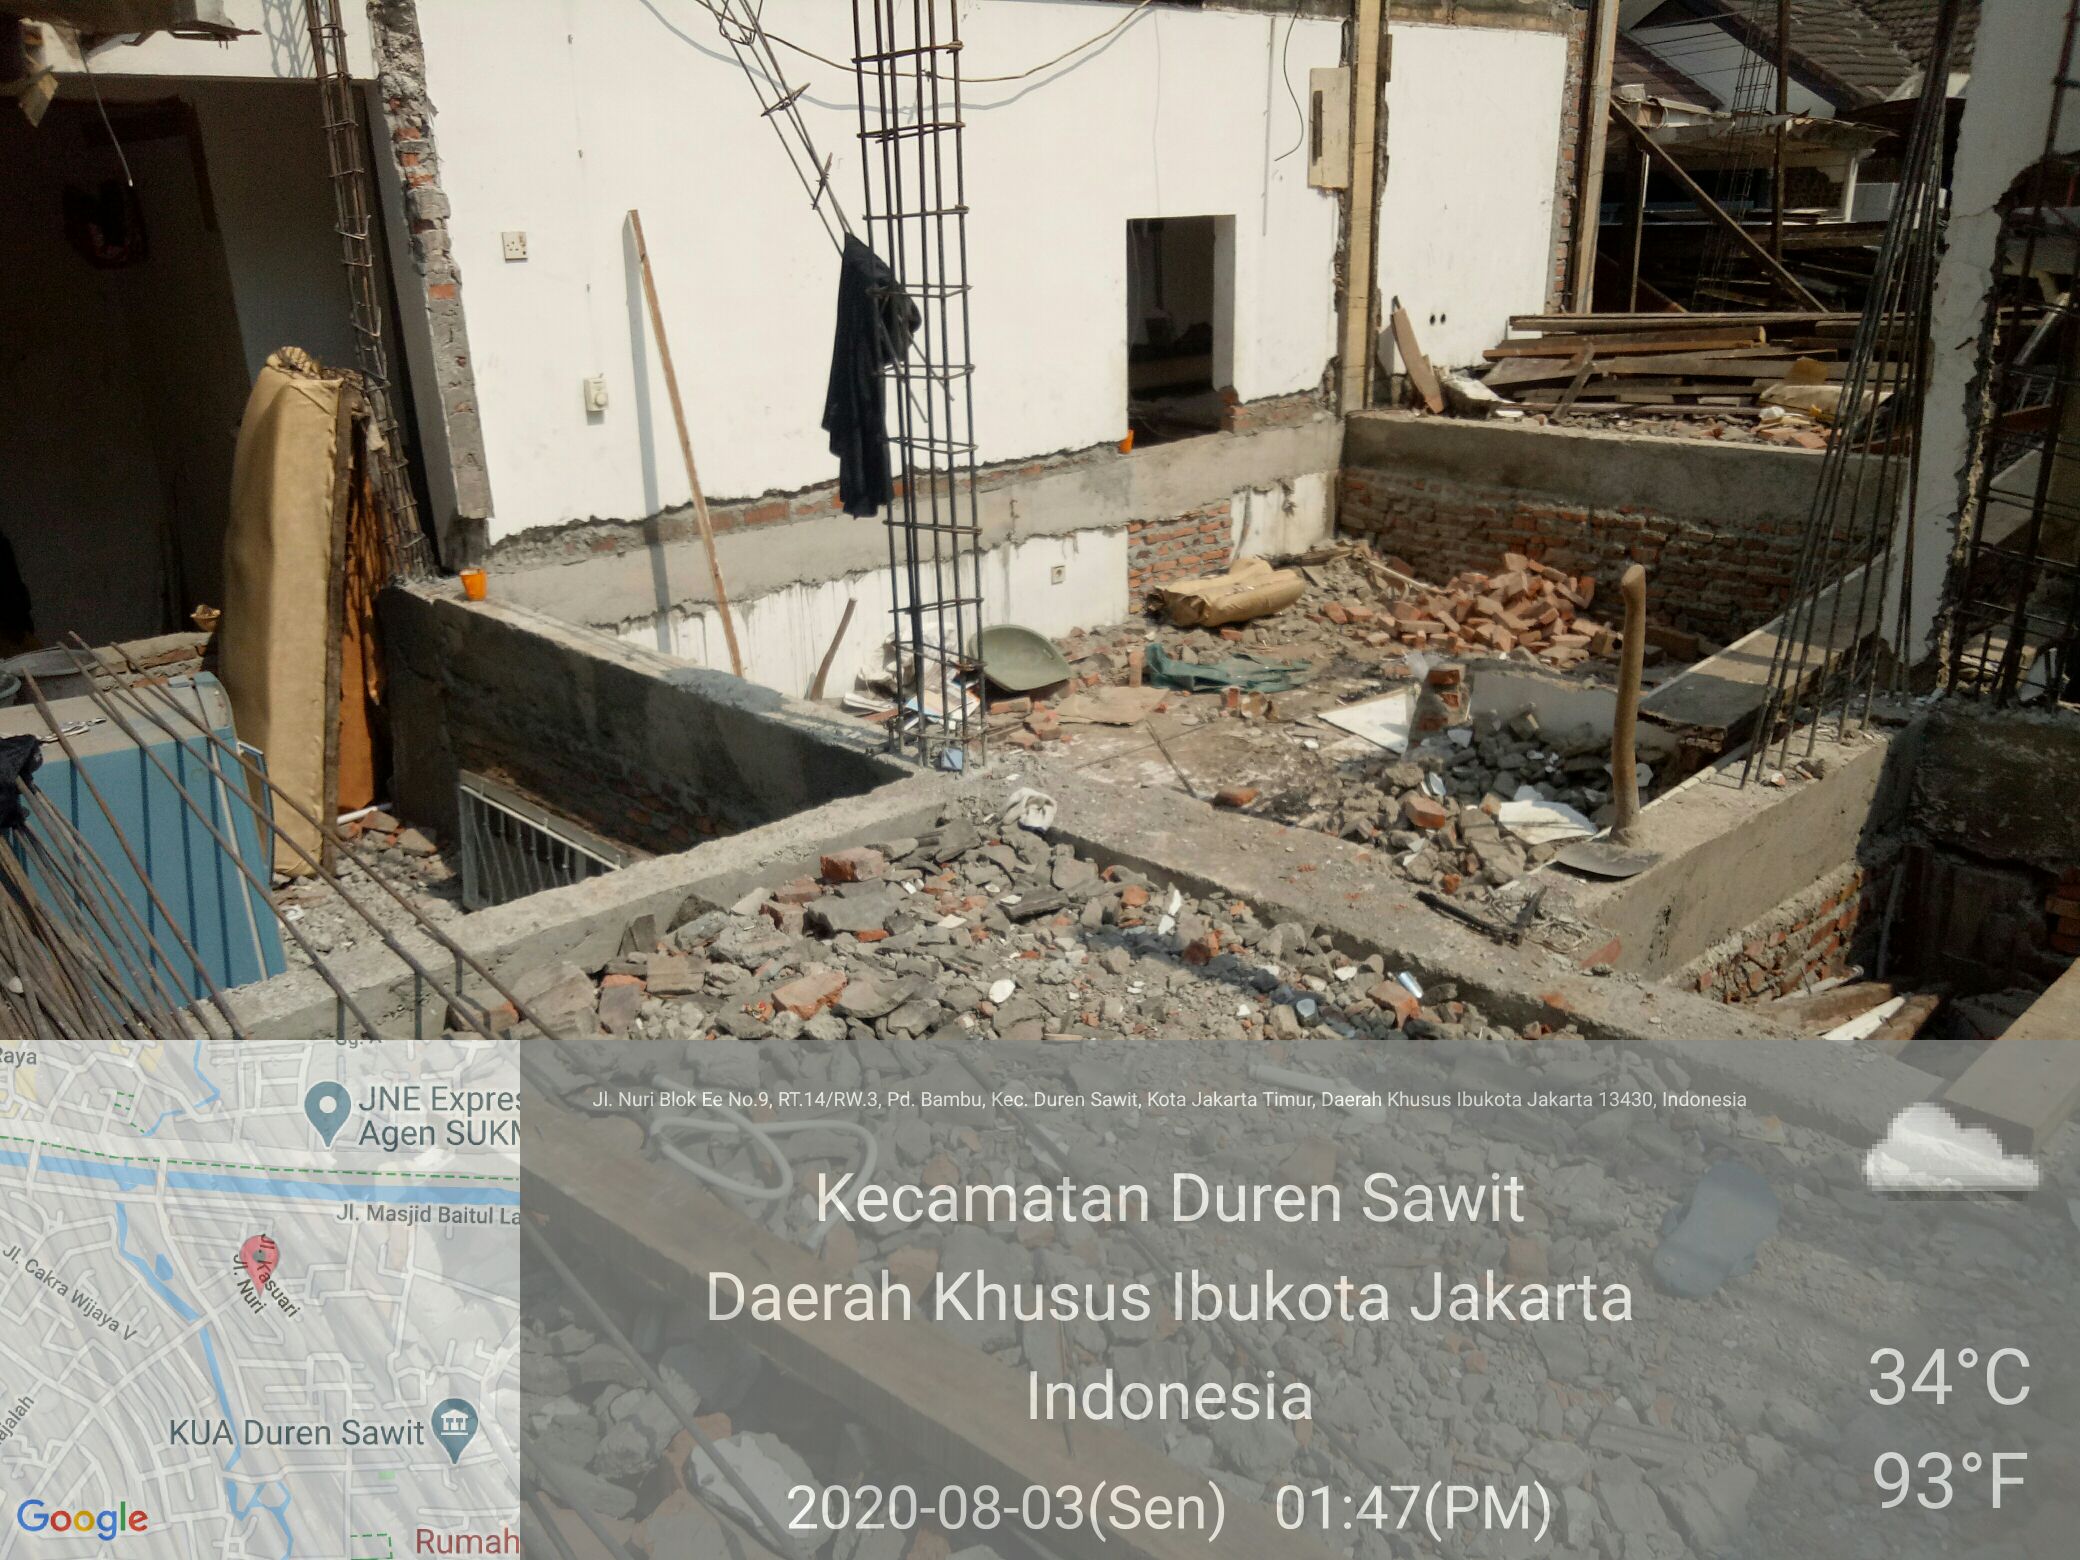 Jl. Nuri Blok Ee No.9, RT.14/RW.3, Pd. Bambu, Kec. Duren Sawit, Kota Jakarta Timur, Daerah Khusus Ibukota Jakarta 13430, Indonesia
Kecamatan Duren Sawit
Daerah Khusus Ibukota Jakarta
Indonesia
2020-08-03(Sen) 01:47(PM)
34°C
93°F
JNE Expres
Agen SUKM
Jl. Masjid Baitul La
Jl. Kasuari
Jl. Nuri
Jl. Cakra Wijaya V
KUA Duren Sawit
Google
Rumah